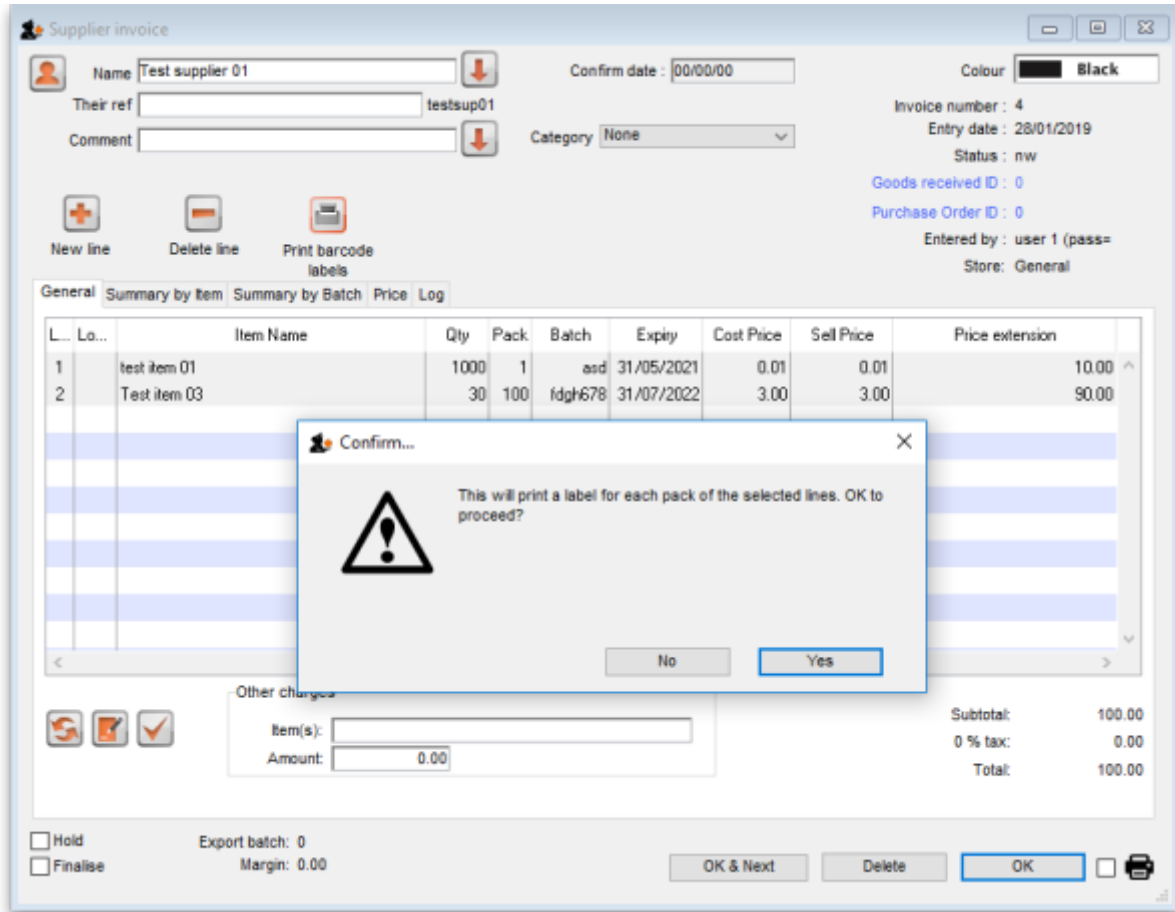 Supplier invoice
Name Test supplier 01 Confirm date : 00/00/00 Colour Black
Their ref testsup01 Invoice number : 4
Comment Category None Entry date : 28/01/2019
Status : nw
Goods received ID : 0
Purchase Order ID : 0
Entered by : user 1 (pass=
Store: General
New line Delete line Print barcode
labels
General Summary by Item Summary by Batch Price Log
L... Lo... Item Name Qty Pack Batch Expiry Cost Price Sell Price Price extension
1 test item 01 1000 1 asd 31/05/2021 0.01 0.01 10.00
2 Test item 03 30 100 fdgh678 31/07/2022 3.00 3.00 90.00
Confirm...
This will print a label for each pack of the selected lines. OK to
proceed?
No Yes
Other charges
Item(s):
Amount: 0.00
Subtotal: 100.00
0 % tax: 0.00
Total: 100.00
Hold Export batch: 0
Finalise Margin: 0.00
OK & Next Delete OK